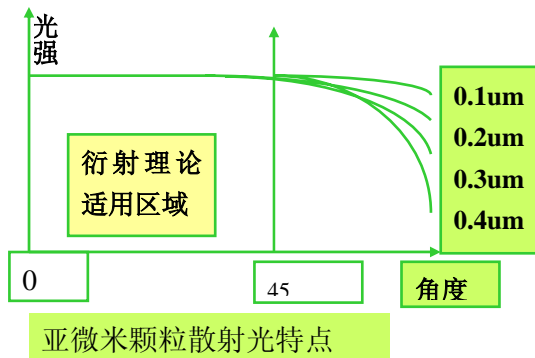 光
强
0.1um
0.2um
0.3um
0.4um
衍射理论
适用区域
0
45
角度
亚微米颗粒散射光特点